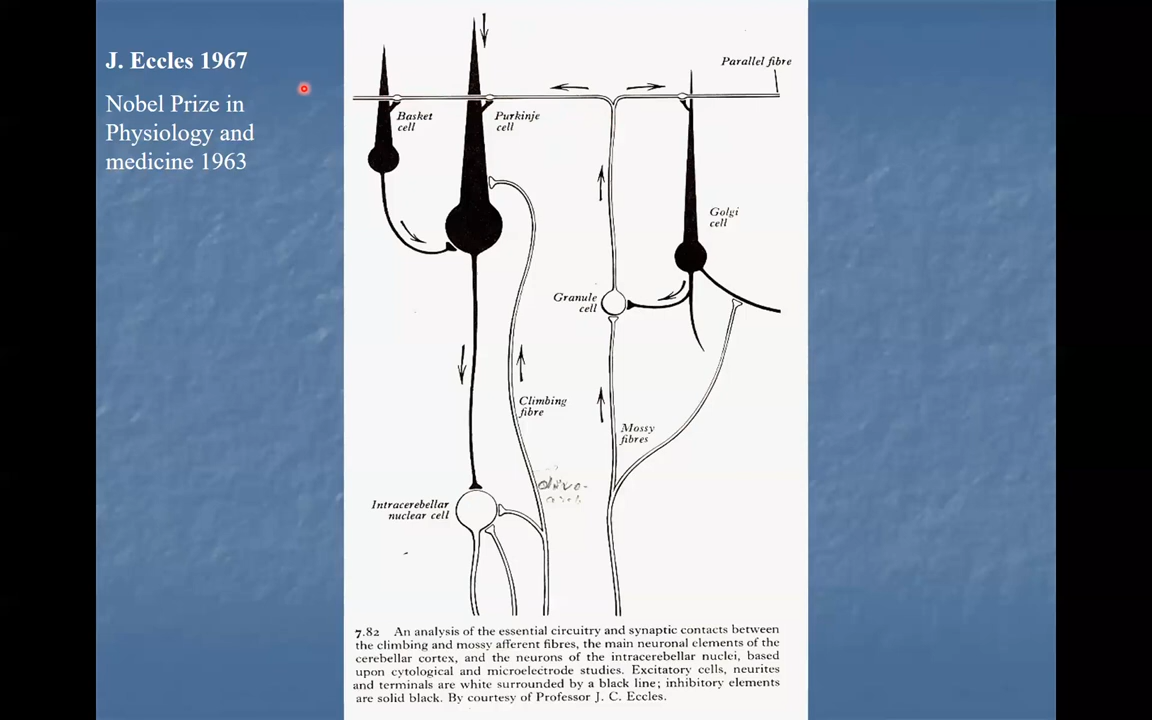 J. Eccles 1967
Nobel Prize in
Physiology and
medicine 1963
Parallel fibre
Basket
cell
Purkinje
cell
Golgi
cell
Granule
cell
Climbing
fibre
Mossy
fibres
Intracerebellar
nuclear cell
7.82 An analysis of the essential circuitry and synaptic contacts between
the climbing and mossy afferent fibres, the main neuronal elements of the
cerebellar cortex, and the neurons of the intracerebellar nuclei, based
upon cytological and microelectrode studies. Excitatory cells, neurites
and terminals are white surrounded by a black line; inhibitory elements
are solid black. By courtesy of Professor J. C. Eccles.